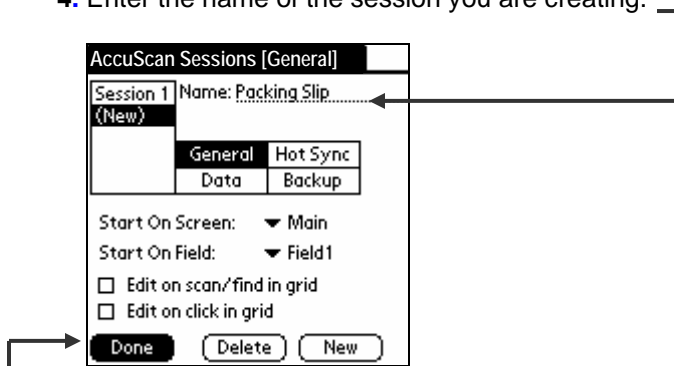 4. Enter the name of the session you are creating.
AccuScan Sessions [General]
Session 1 Name: Packing Slip
(New)
General Hot Sync
Data Backup
Start On Screen: Main
Start On Field: Field1
Edit on scan/find in grid
Edit on click in grid
Done Delete New